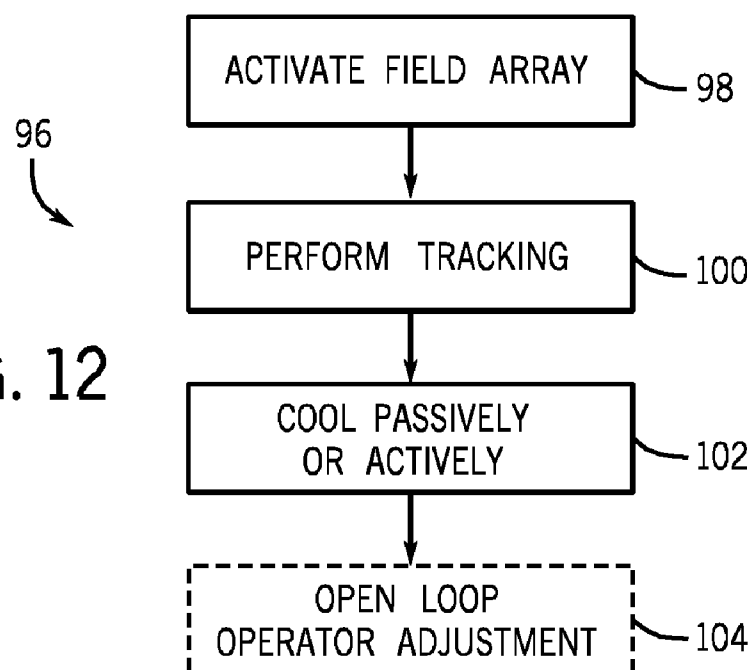 ACTIVATE FIELD ARRAY
98
96
PERFORM TRACKING
100
12
COOL PASSIVELY
OR ACTIVELY
102
OPEN LOOP
OPERATOR ADJUSTMENT
104